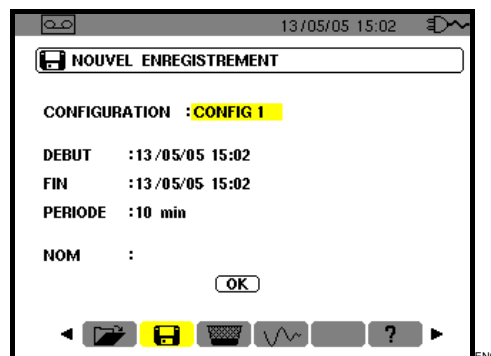 13/05/05 15:02
NOUVEL ENREGISTREMENT
CONFIGURATION :CONFIG 1
DEBUT :13/05/05 15:02
FIN :13/05/05 15:02
PERIODE :10 min
NOM :
OK
?